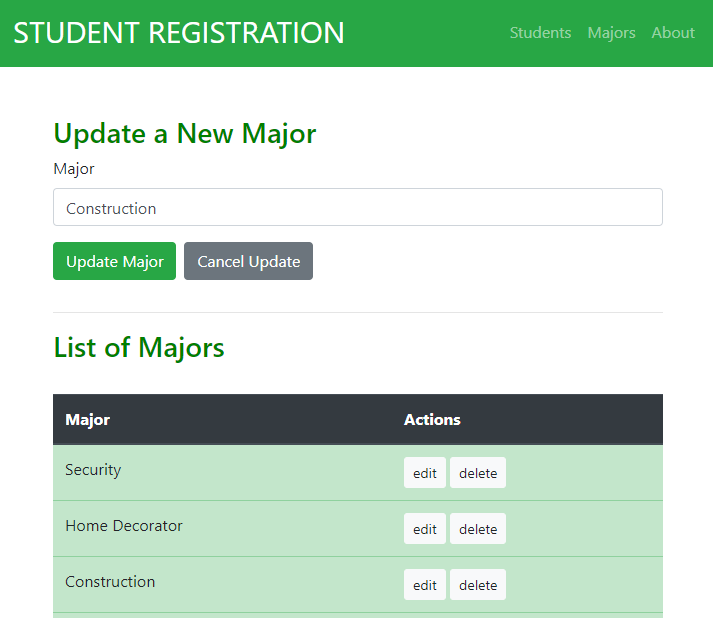 STUDENT REGISTRATION Students Majors About
Update a New Major
Major
Construction
Update Major Cancel Update
List of Majors
Major Actions
Security edit delete
Home Decorator edit delete
Construction edit delete